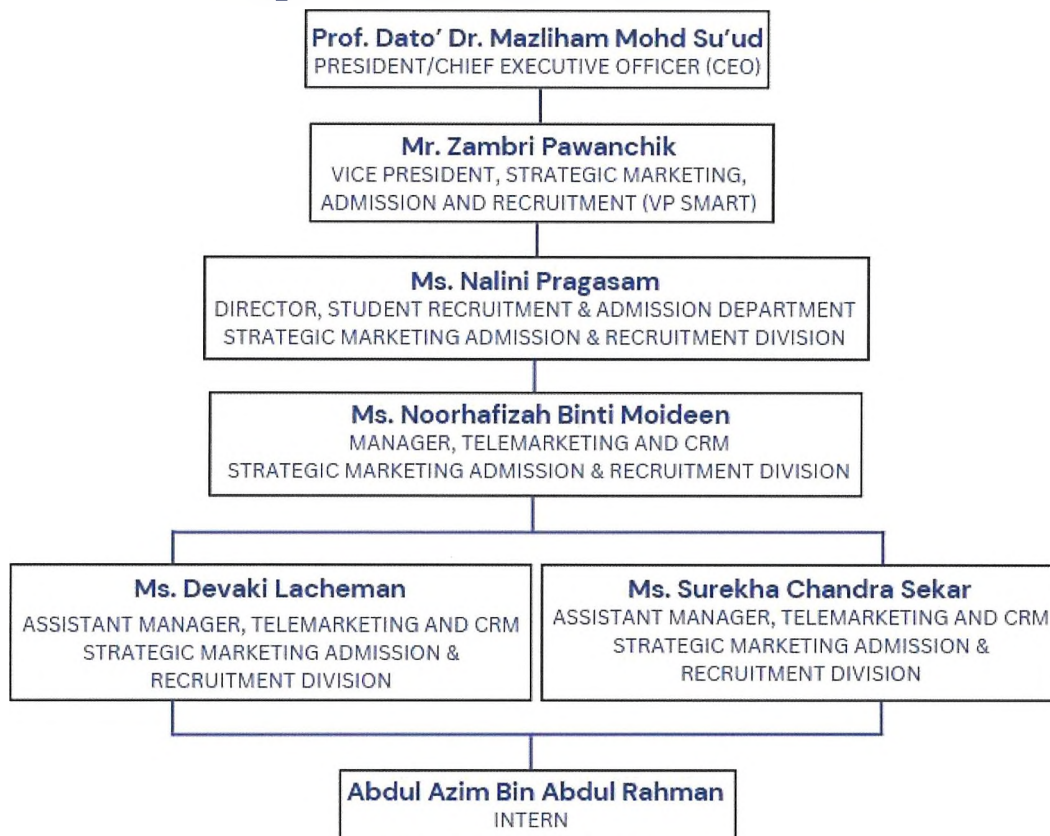 Prof. Dato’ Dr. Mazliham Mohd Su’ud
PRESIDENT/CHIEF EXECUTIVE OFFICER (CEO)
Mr. Zambri Pawanchik
VICE PRESIDENT, STRATEGIC MARKETING,
ADMISSION AND RECRUITMENT (VP SMART)
Ms. Nalini Pragasam
DIRECTOR, STUDENT RECRUITMENT & ADMISSION DEPARTMENT
STRATEGIC MARKETING ADMISSION & RECRUITMENT DIVISION
Ms. Noorhafizah Binti Moideen
MANAGER, TELEMARKETING AND CRM
STRATEGIC MARKETING ADMISSION & RECRUITMENT DIVISION
Ms. Devaki Lacheman
ASSISTANT MANAGER, TELEMARKETING AND CRM
STRATEGIC MARKETING ADMISSION &
RECRUITMENT DIVISION
Ms. Surekha Chandra Sekar
ASSISTANT MANAGER, TELEMARKETING AND CRM
STRATEGIC MARKETING ADMISSION &
RECRUITMENT DIVISION
Abdul Azim Bin Abdul Rahman
INTERN